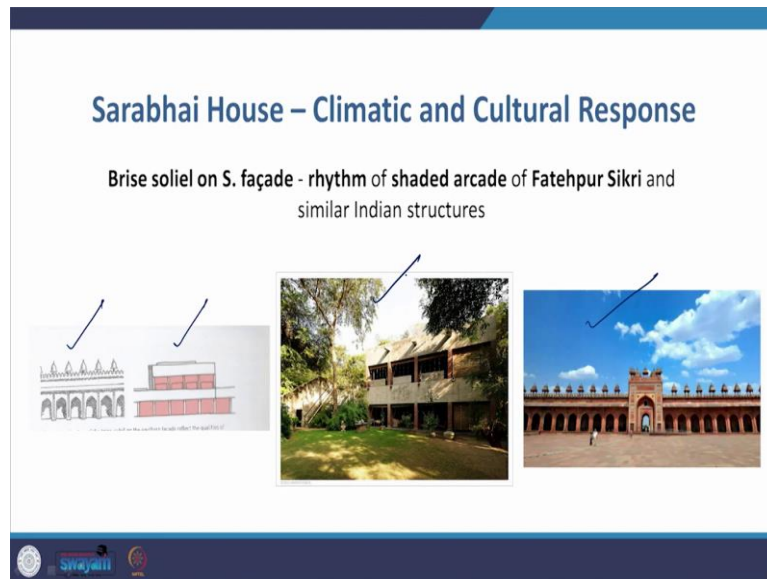 Sarabhai House – Climatic and Cultural Response
Brise soliel on S. façade - rhythm of shaded arcade of Fatehpur Sikri and
similar Indian structures
swayam